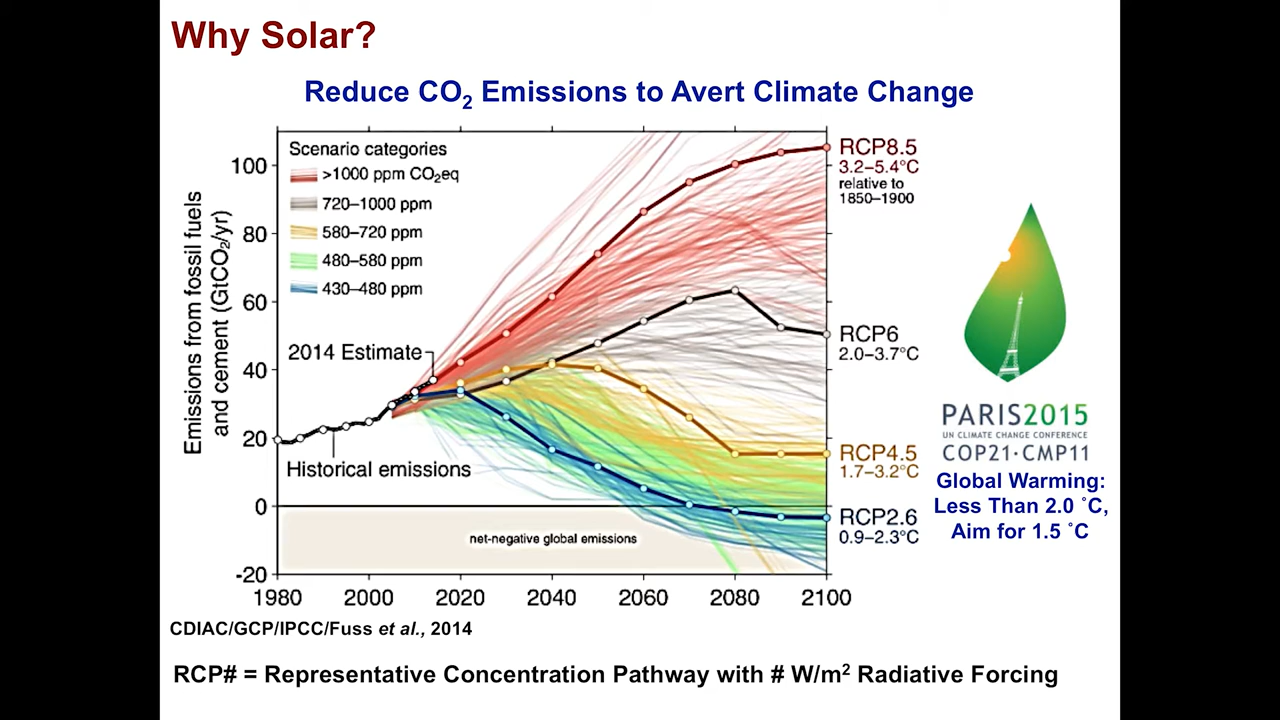 Why Solar?
Reduce CO₂ Emissions to Avert Climate Change
Emissions from fossil fuels
and cement (GtCO₂/yr)
100
80
60
40
20
0
-20
1980
2000
2020
2040
2060
2080
2100
Scenario categories
>1000 ppm CO₂eq
720–1000 ppm
580–720 ppm
480–580 ppm
430–480 ppm
2014 Estimate
Historical emissions
net-negative global emissions
RCP8.5
3.2–5.4°C
relative to
1850–1900
RCP6
2.0–3.7°C
RCP4.5
1.7–3.2°C
RCP2.6
0.9–2.3°C
PARIS2015
UN CLIMATE CHANGE CONFERENCE
COP21·CMP11
Global Warming:
Less Than 2.0 ˚C,
Aim for 1.5 ˚C
CDIAC/GCP/IPCC/Fuss et al., 2014
RCP# = Representative Concentration Pathway with # W/m² Radiative Forcing